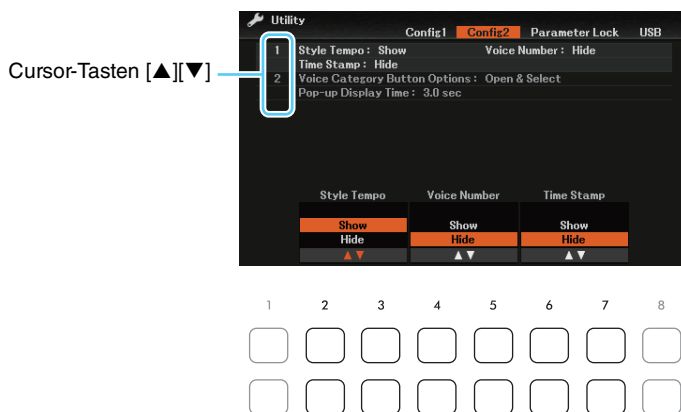 Utility
Config1 Config2 Parameter Lock USB
Cursor-Tasten [▲][▼]
1 Style Tempo : Show Voice Number : Hide
Time Stamp : Hide
2 Voice Category Button Options : Open & Select
Pop-up Display Time : 3.0 sec
Style Tempo Voice Number Time Stamp
Show Show Show
Hide Hide Hide
▲▼ ▲▼ ▲▼
1 2 3 4 5 6 7 8